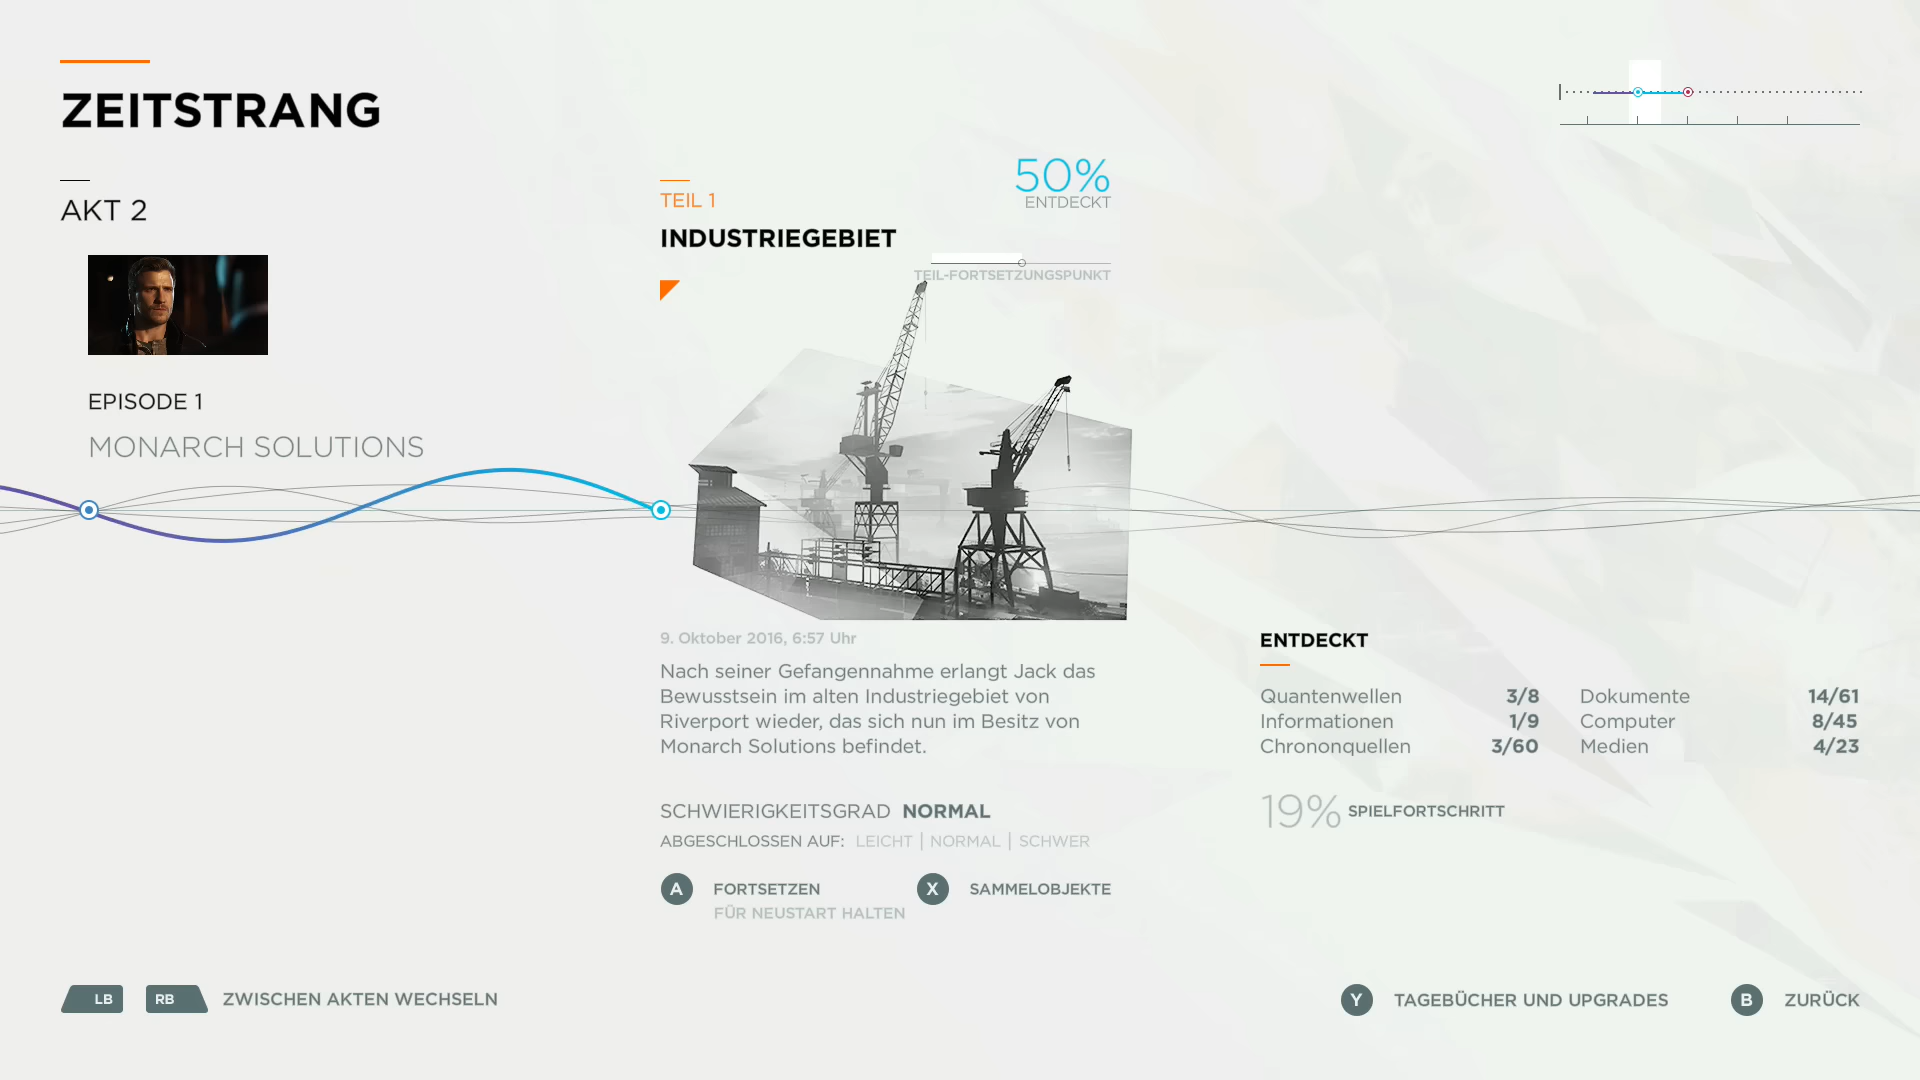 ZEITSTRANG
AKT 2
EPISODE 1
MONARCH SOLUTIONS
TEIL 1
INDUSTRIEGEBIET
50%
ENTDECKT
TEIL-FORTSETZUNGSPUNKT
9. Oktober 2016, 6:57 Uhr
Nach seiner Gefangennahme erlangt Jack das
Bewusstsein im alten Industriegebiet von
Riverport wieder, das sich nun im Besitz von
Monarch Solutions befindet.
SCHWIERIGKEITSGRAD NORMAL
ABGESCHLOSSEN AUF: LEICHT | NORMAL | SCHWER
A FORTSETZEN X SAMMELOBJEKTE
FÜR NEUSTART HALTEN
ENTDECKT
Quantenwellen 3/8 Dokumente 14/61
Informationen 1/9 Computer 8/45
Chrononquellen 3/60 Medien 4/23
19% SPIELFORTSCHRITT
LB RB ZWISCHEN AKTEN WECHSELN
Y TAGEBÜCHER UND UPGRADES B ZURÜCK